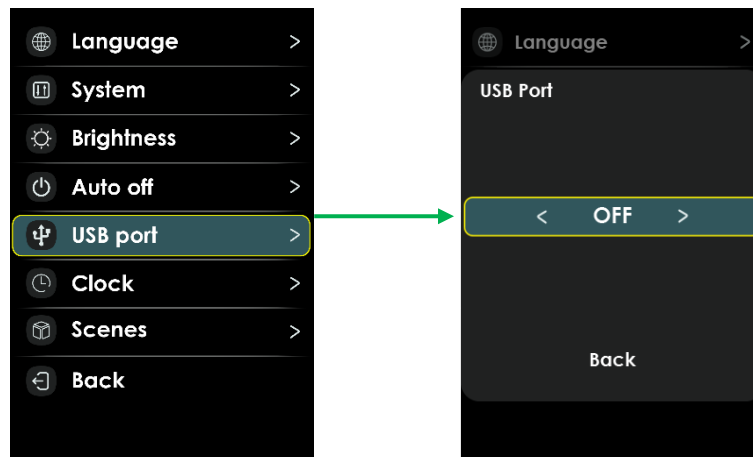 Language >
System >
Brightness >
Auto off >
USB port >
Clock >
Scenes >
Back
Language >
USB Port
< OFF >
Back